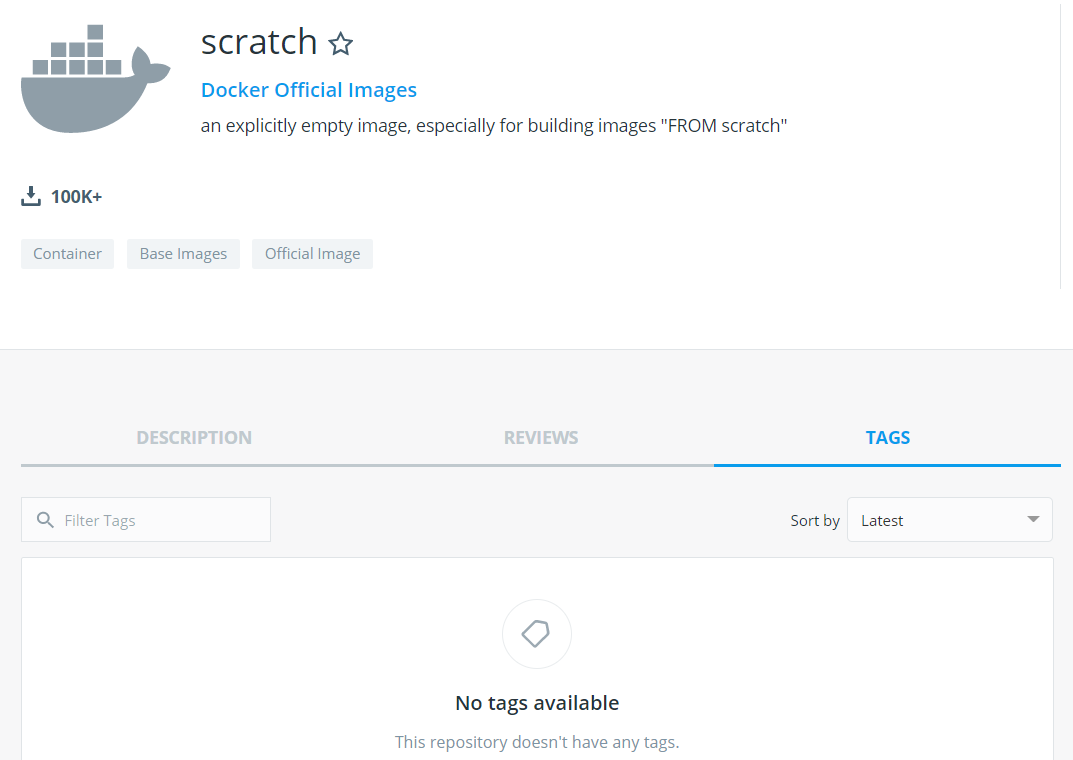 scratch
Docker Official Images
an explicitly empty image, especially for building images "FROM scratch"
100K+
Container Base Images Official Image
DESCRIPTION REVIEWS TAGS
Filter Tags Sort by Latest
No tags available
This repository doesn't have any tags.